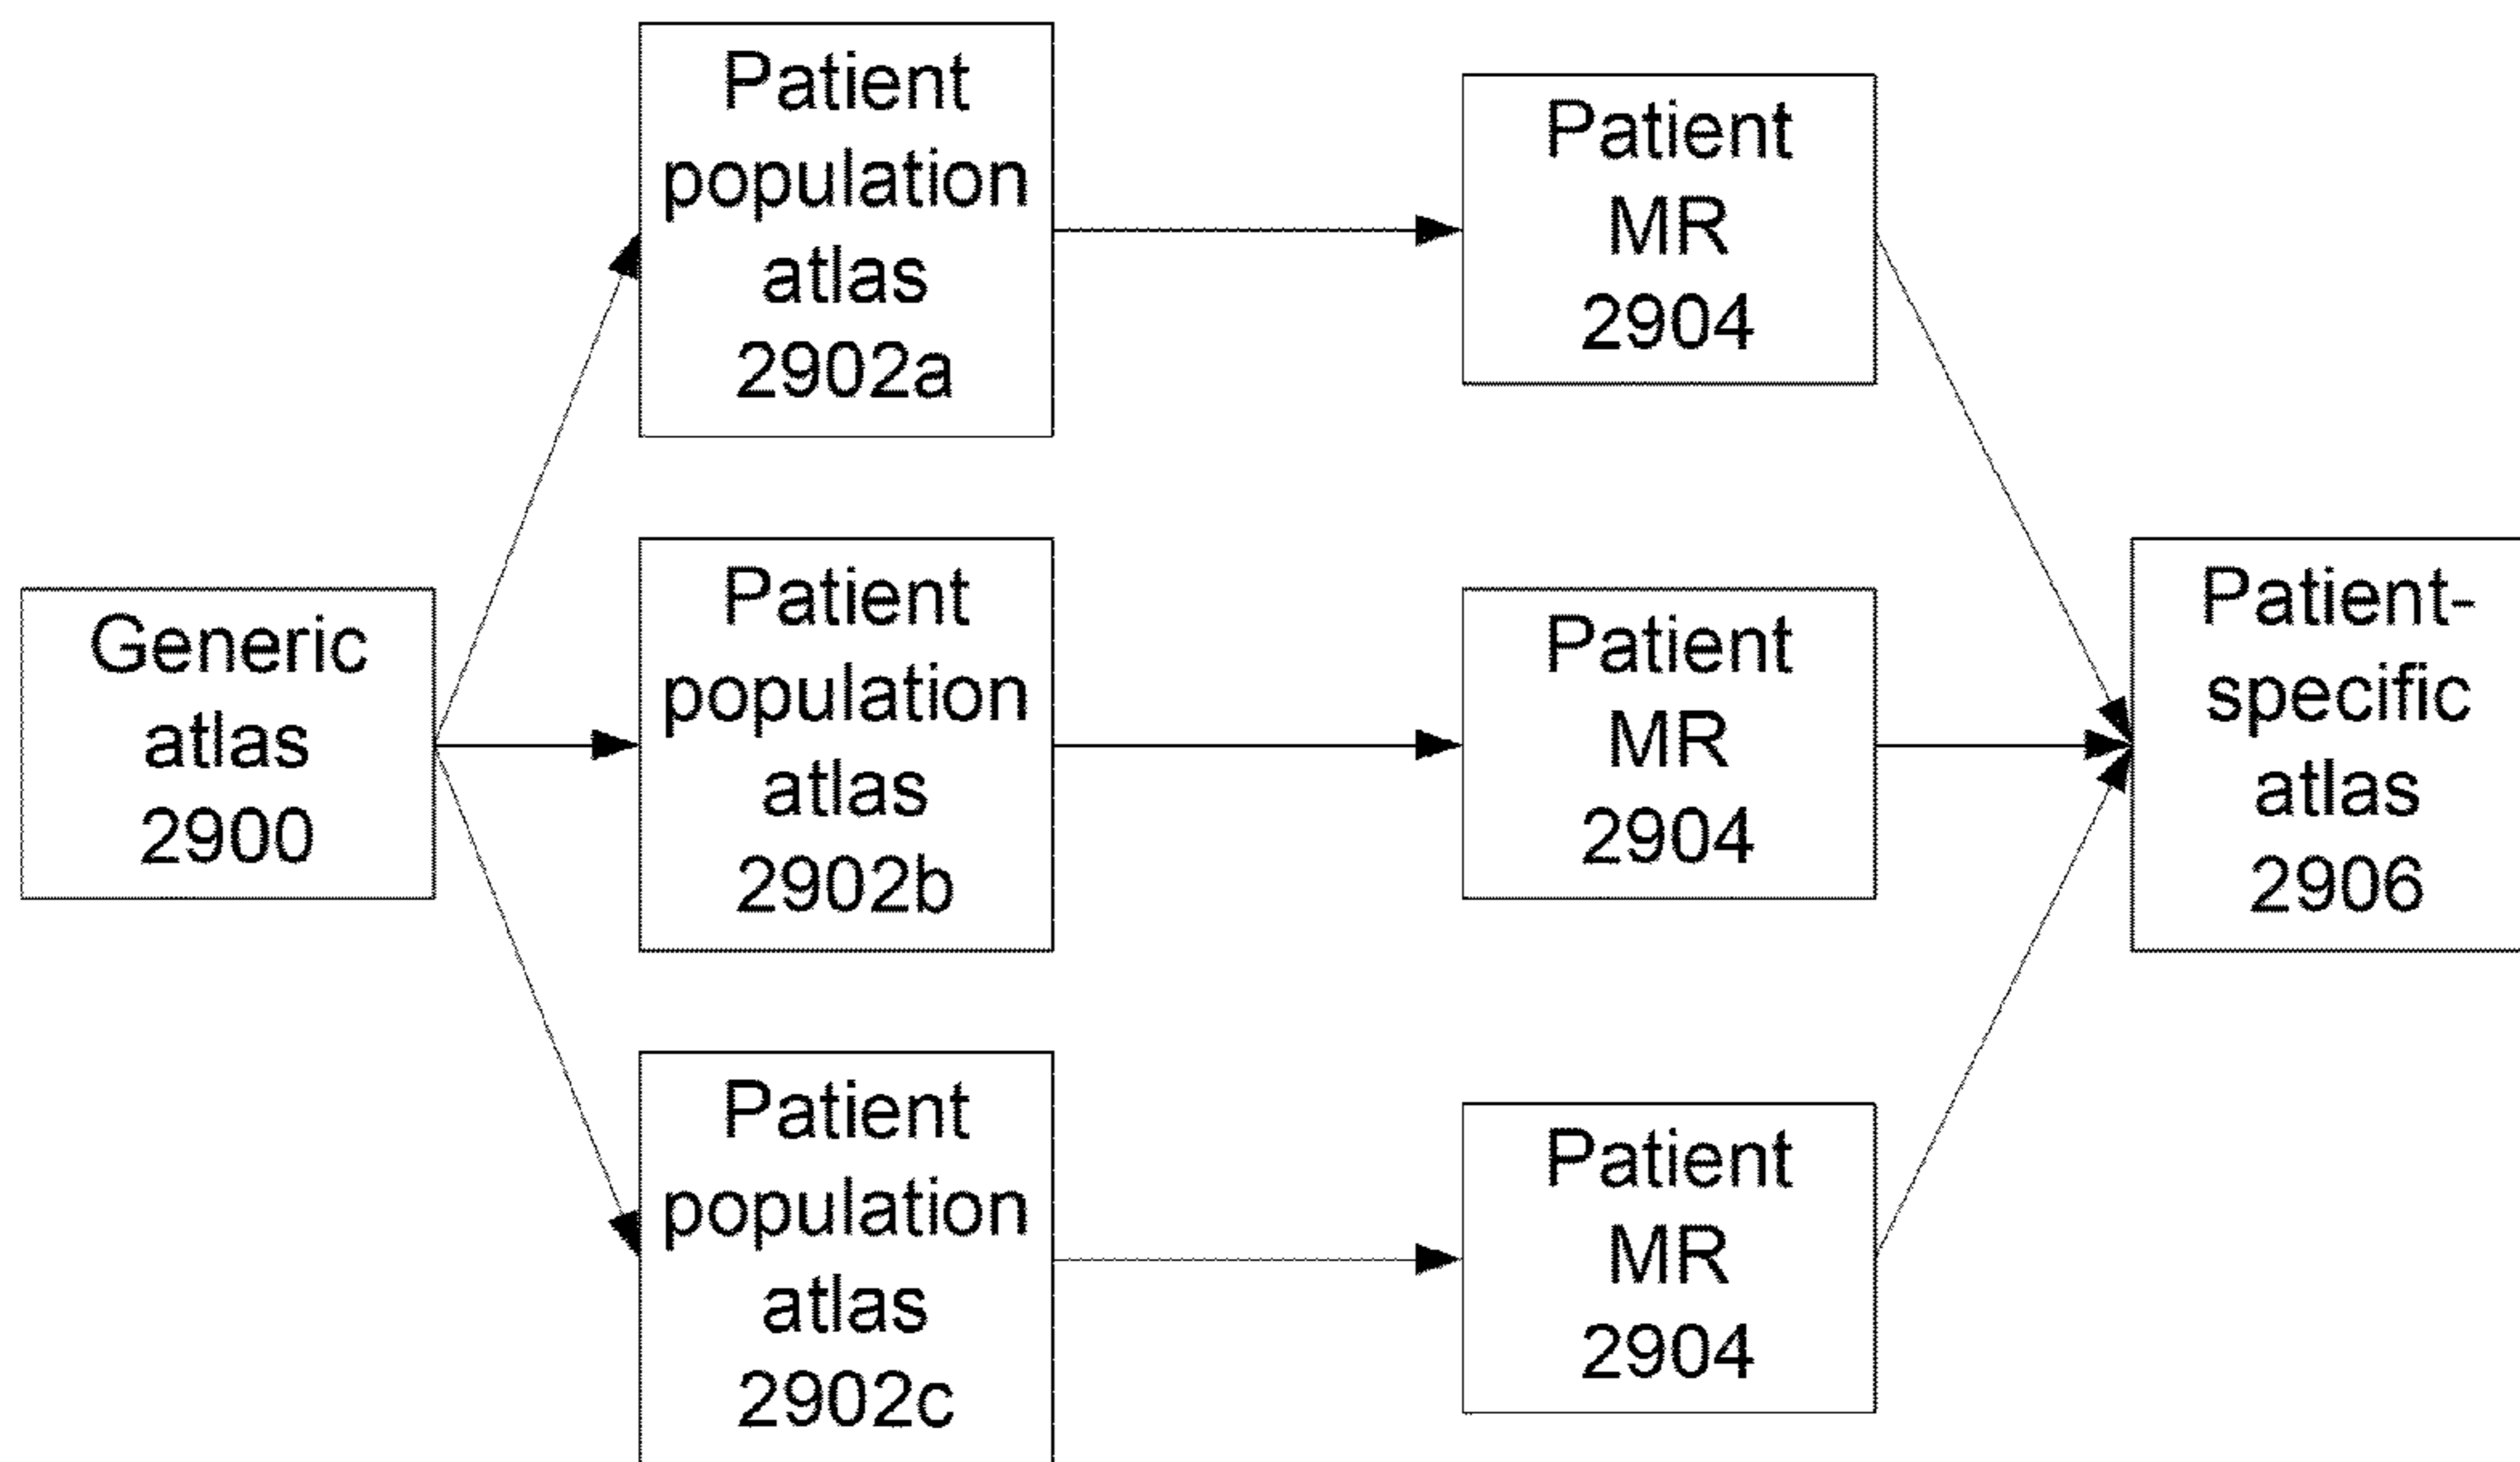 Generic
atlas
2900
Patient
population
atlas
2902a
Patient
population
atlas
2902b
Patient
population
atlas
2902c
Patient
MR
2904
Patient
MR
2904
Patient
MR
2904
Patient-
specific
atlas
2906